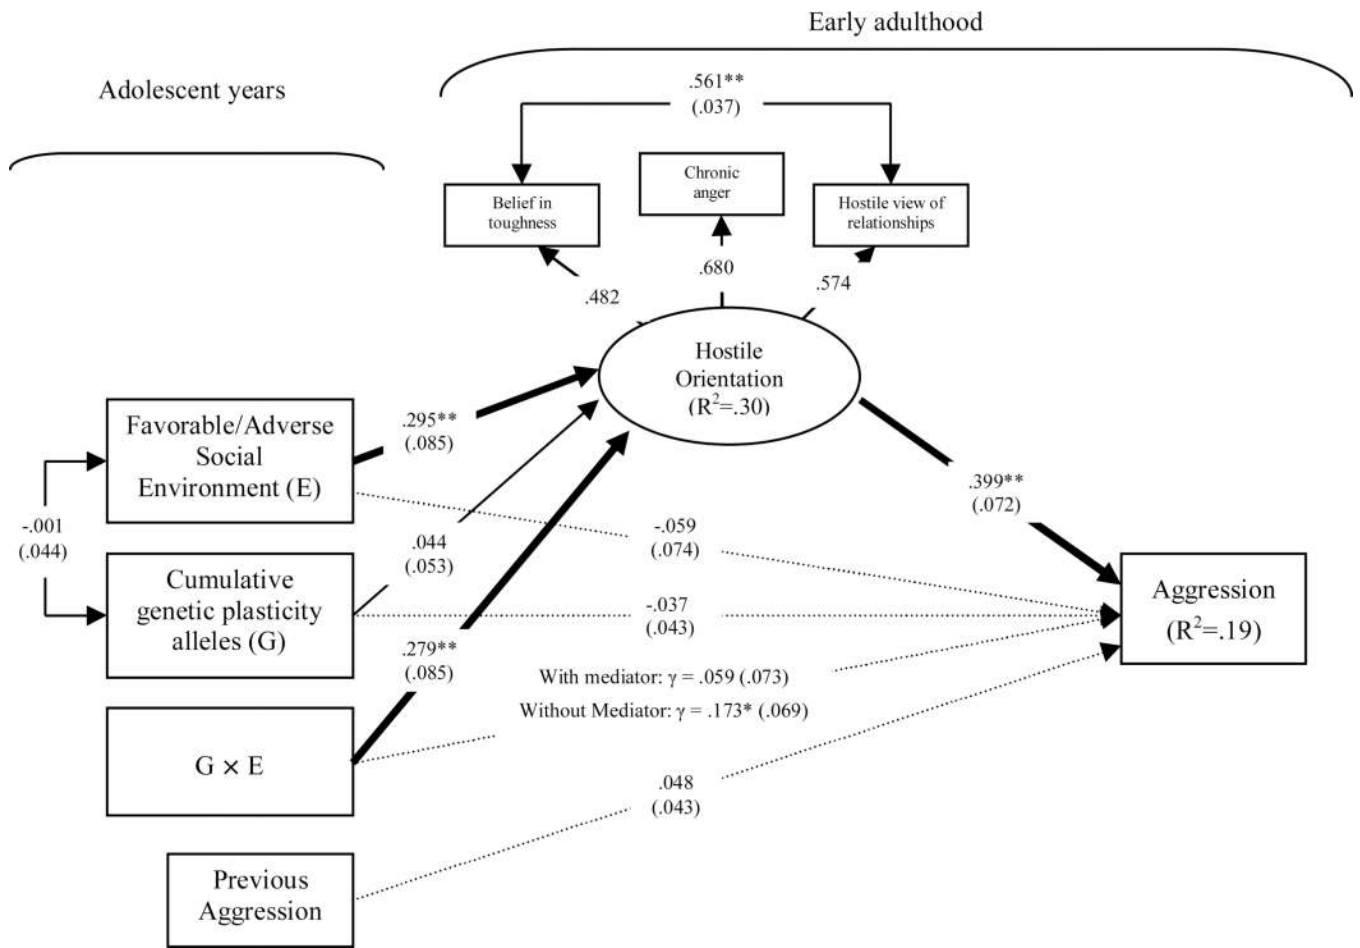 Early adulthood
Adolescent years
.561**
(.037)
Belief in
toughness
Chronic
anger
Hostile view of
relationships
.482
.680
.574
Hostile
Orientation
(R²=.30)
Favorable/Adverse
Social
Environment (E)
.295**
(.085)
.399**
(.072)
-.001
(.044)
.044
(.053)
-.059
(.074)
Cumulative
genetic plasticity
alleles (G)
-.037
(.043)
Aggression
(R²=.19)
.279**
(.085)
With mediator: γ = .059 (.073)
Without Mediator: γ = .173* (.069)
G × E
.048
(.043)
Previous
Aggression